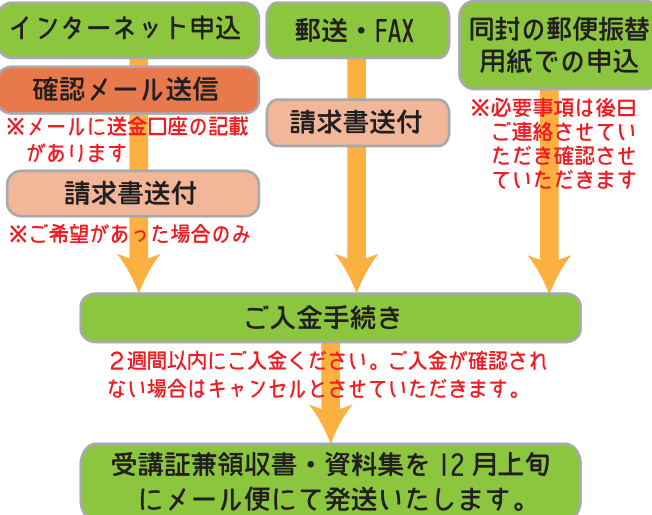 インターネット申込
確認メール送信
※メールに送金口座の記載
があります
請求書送付
※ご希望があった場合のみ
郵送・FAX
請求書送付
同封の郵便振替
用紙での申込
※必要事項は後日
ご連絡させてい
ただき確認させ
ていただきます
ご入金手続き
２週間以内にご入金ください。ご入金が確認され
ない場合はキャンセルとさせていただきます。
受講証兼領収書・資料集を 12 月上旬
にメール便にて発送いたします。